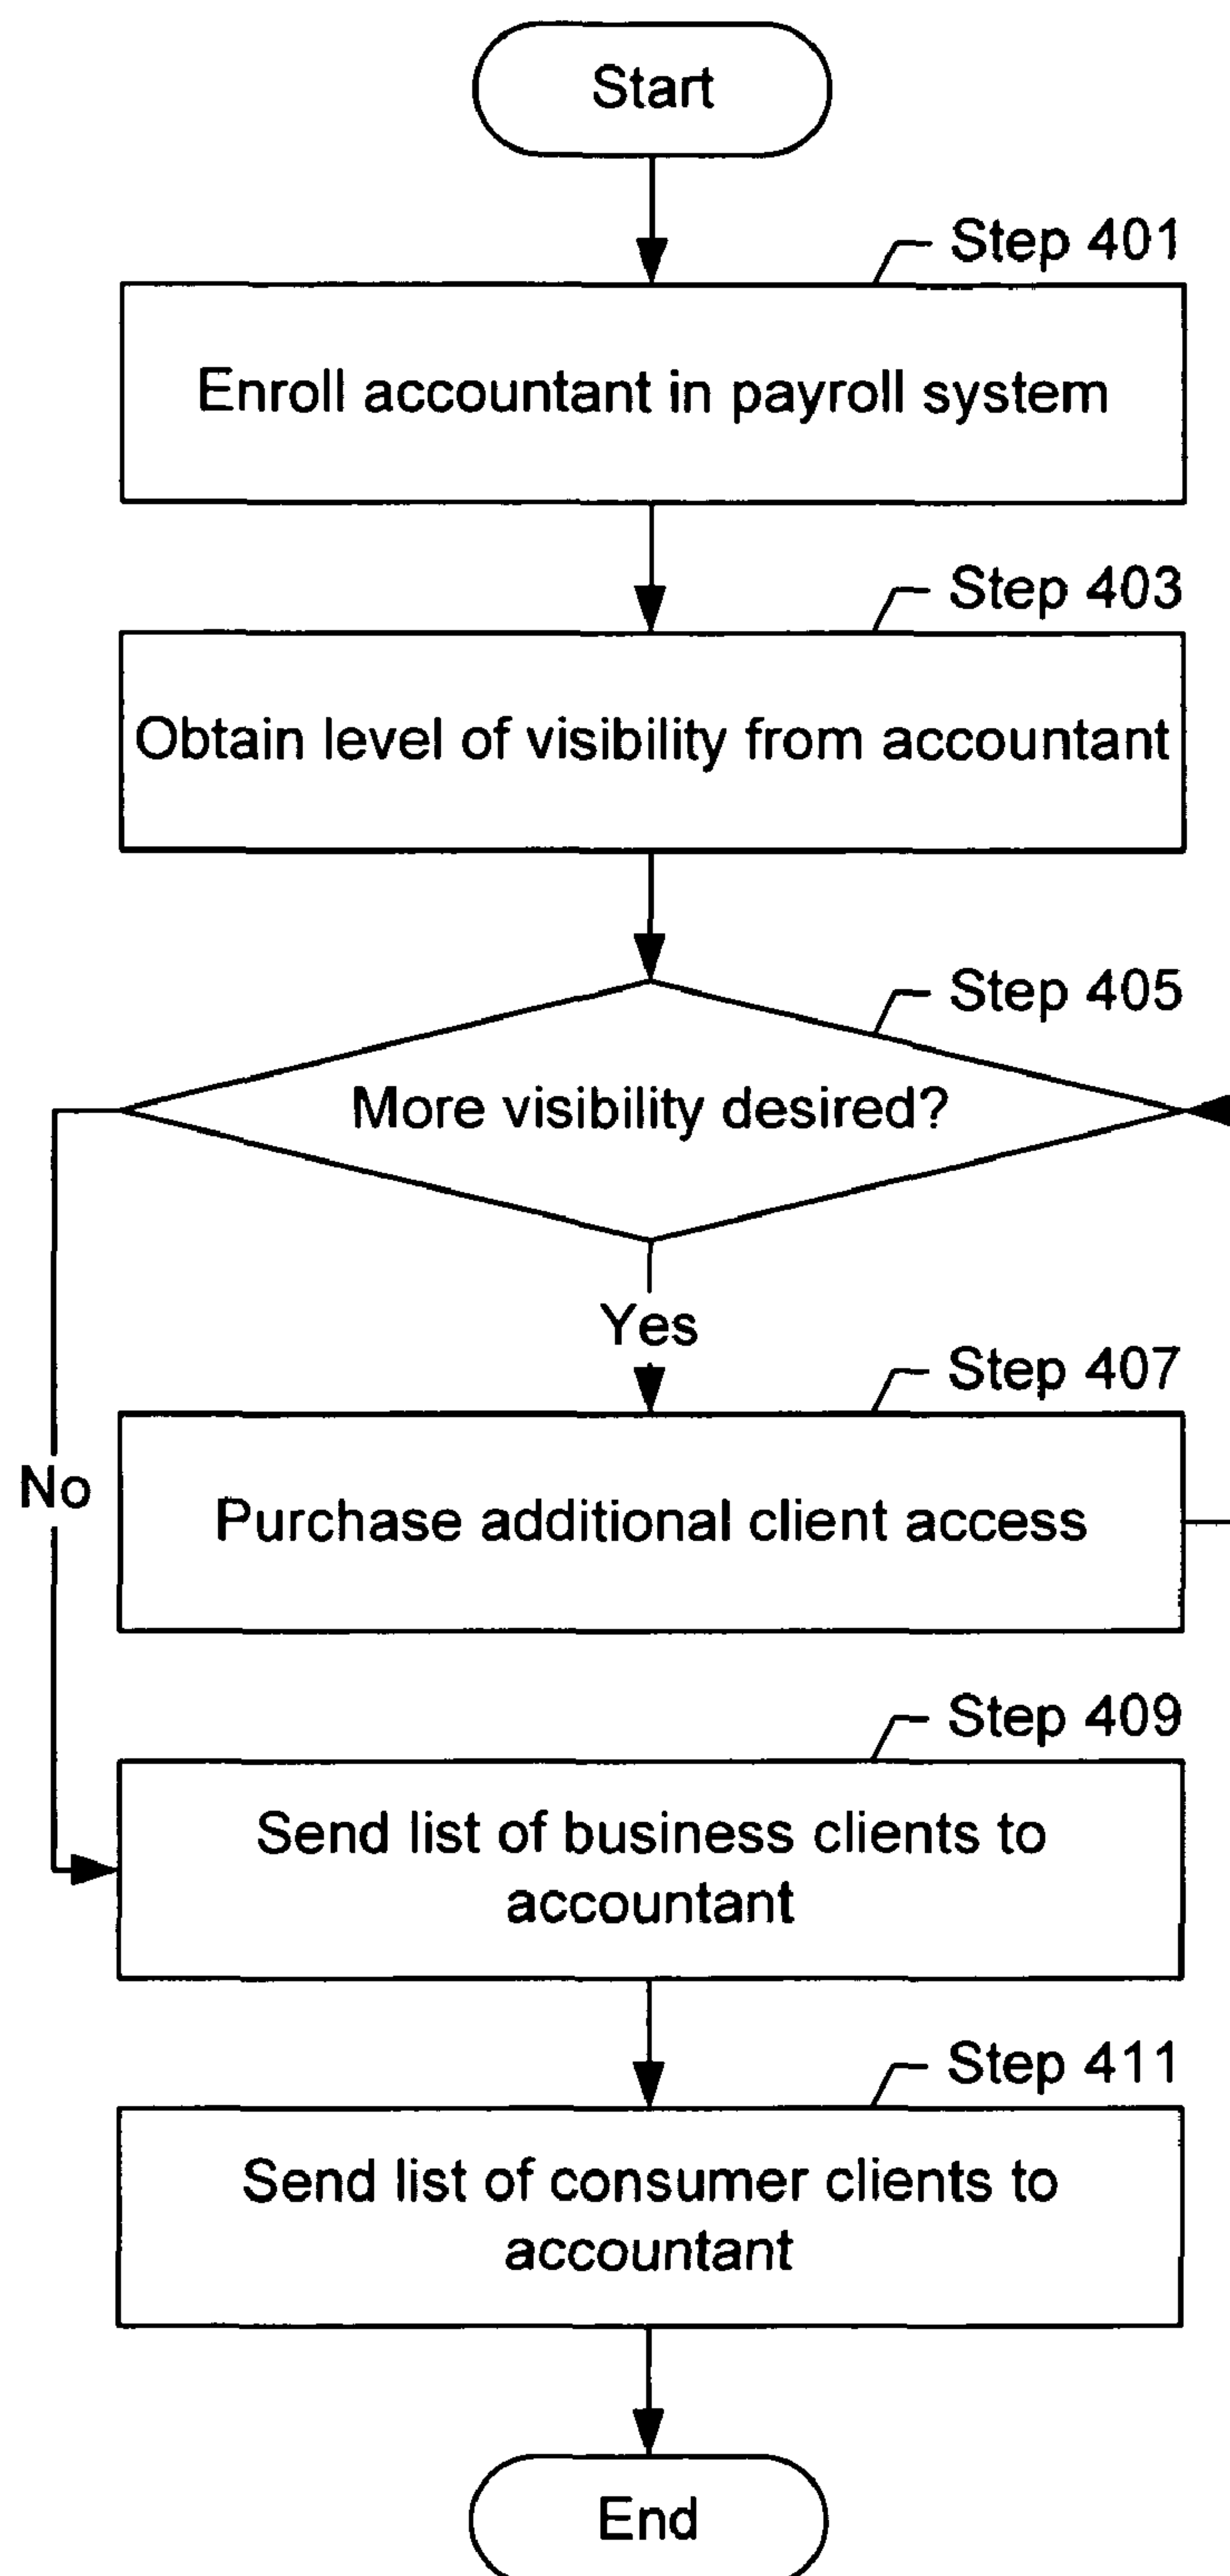 Start
Step 401
Enroll accountant in payroll system
Step 403
Obtain level of visibility from accountant
Step 405
More visibility desired?
Yes
Step 407
No
Purchase additional client access
Step 409
Send list of business clients to
accountant
Step 411
Send list of consumer clients to
accountant
End